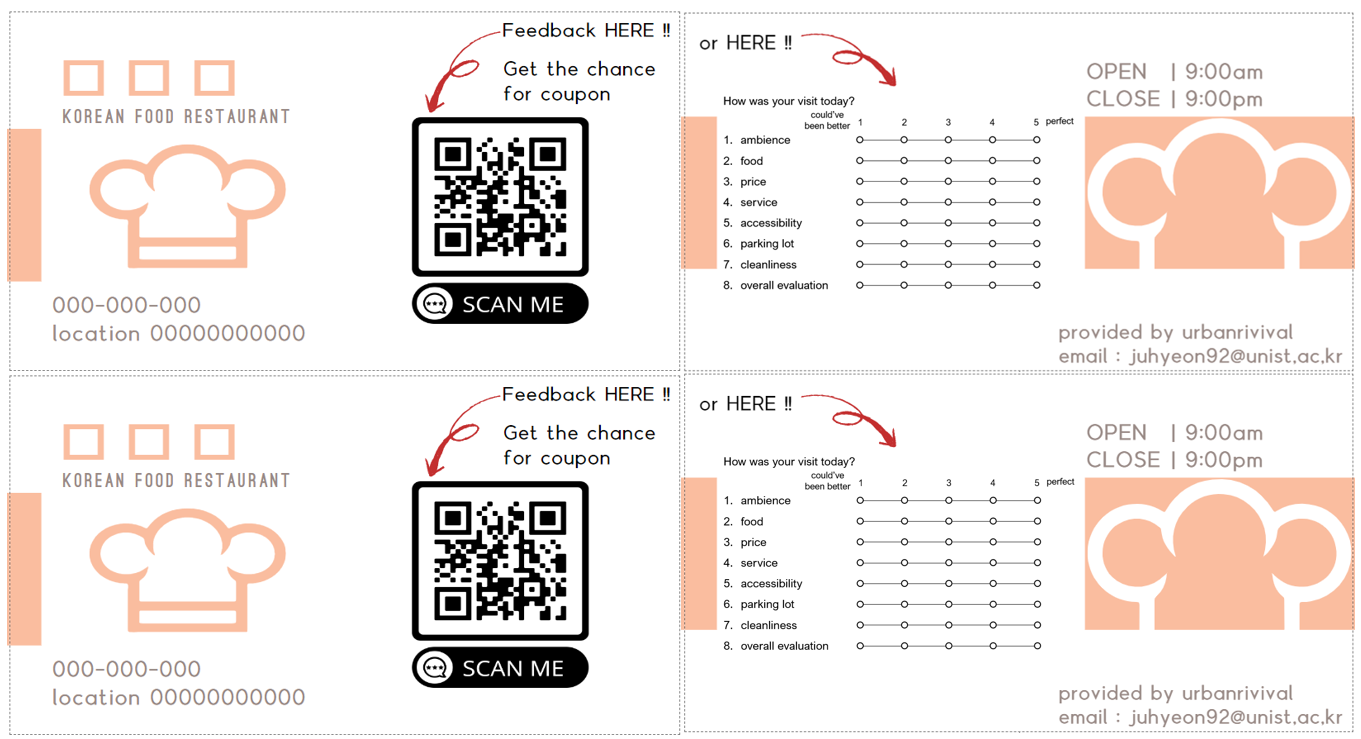 Feedback HERE !!
Get the chance
for coupon
□□□
KOREAN FOOD RESTAURANT
SCAN ME
000-000-000
location 00000000000
or HERE !!
How was your visit today?
could've
been better 1 2 3 4 5 perfect
1. ambience
2. food
3. price
4. service
5. accessibility
6. parking lot
7. cleanliness
8. overall evaluation
OPEN | 9:00am
CLOSE | 9:00pm
provided by urbanrivival
email : juhyeon92@unist.ac.kr
Feedback HERE !!
Get the chance
for coupon
□□□
KOREAN FOOD RESTAURANT
SCAN ME
000-000-000
location 00000000000
or HERE !!
How was your visit today?
could've
been better 1 2 3 4 5 perfect
1. ambience
2. food
3. price
4. service
5. accessibility
6. parking lot
7. cleanliness
8. overall evaluation
OPEN | 9:00am
CLOSE | 9:00pm
provided by urbanrivival
email : juhyeon92@unist.ac.kr